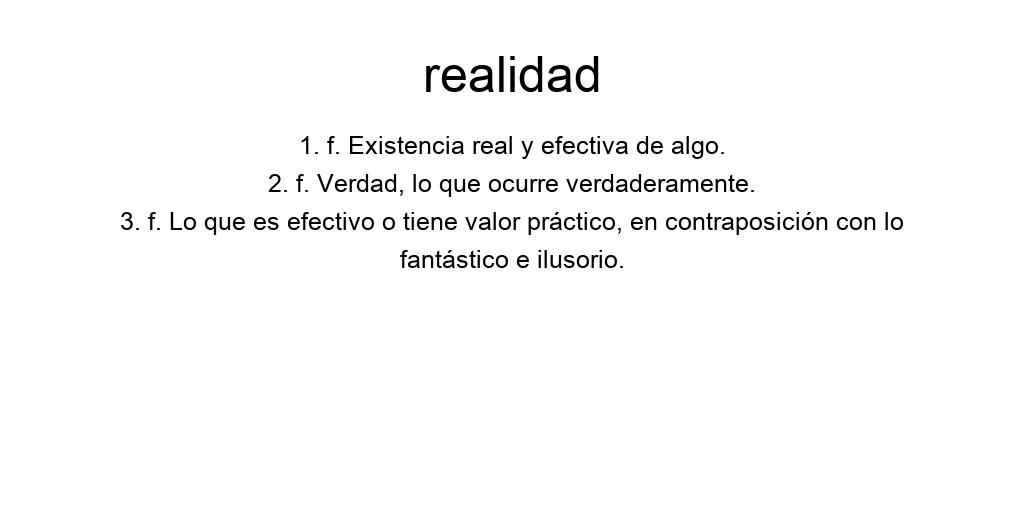 realidad
1. f. Existencia real y efectiva de algo.
2. f. Verdad, lo que ocurre verdaderamente.
3. f. Lo que es efectivo o tiene valor práctico, en contraposición con lo
fantástico e ilusorio.